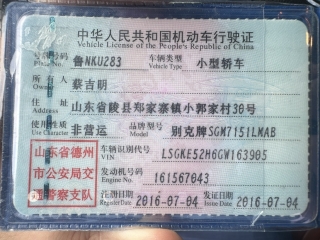 中华人民共和国机动车行驶证
Vehicle License of the People's Republic of China
号牌号码 鲁NKU283 车辆类型 小型轿车
Plate No. Vehicle Type
所有人 蔡吉明
Owner
住址 山东省陵县郑家寨镇小郭家村30号
Address
使用性质 非营运 品牌型号 别克牌SGM7151LMAB
Use Character Model
山东省德州市公安局交通警察支队
车辆识别代号 LSGKE52H6GW163905
VIN
发动机号码 161567043
Engine No.
注册日期 2016-07-04 发证日期 2016-07-04
Register Date Issue Date